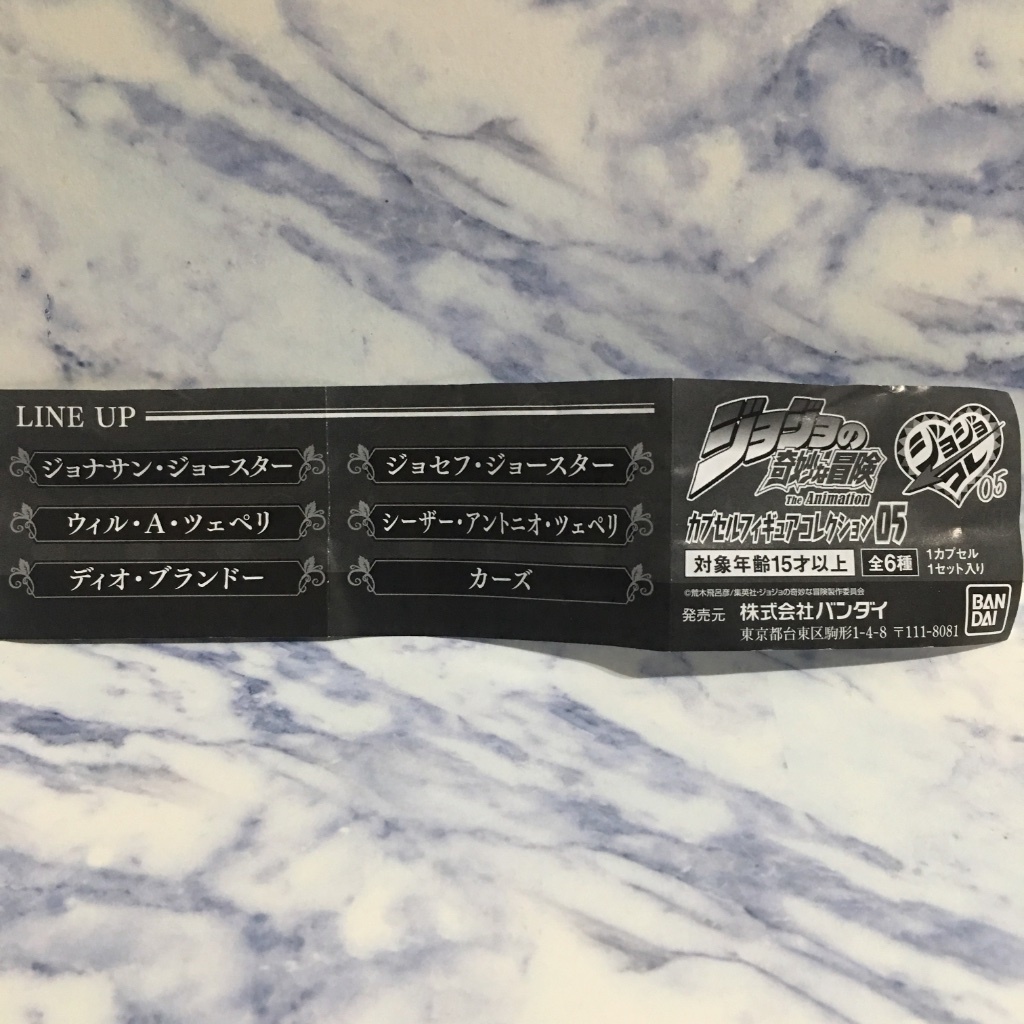 LINE UP
ジョナサン・ジョースター
ウィル・A・ツェペリ
ディオ・ブランドー
ジョセフ・ジョースター
シーザー・アントニオ・ツェペリ
カーズ
ジョジョの
奇妙な冒険
The Animation
ジョジョ
コレ
05
カプセルフィギュアコレクション05
対象年齢15才以上
全6種
1カプセル
1セット入り
©荒木飛呂彦/集英社・ジョジョの奇妙な冒険製作委員会
発売元 株式会社バンダイ
東京都台東区駒形1-4-8 〒111-8081
BAN
DAI